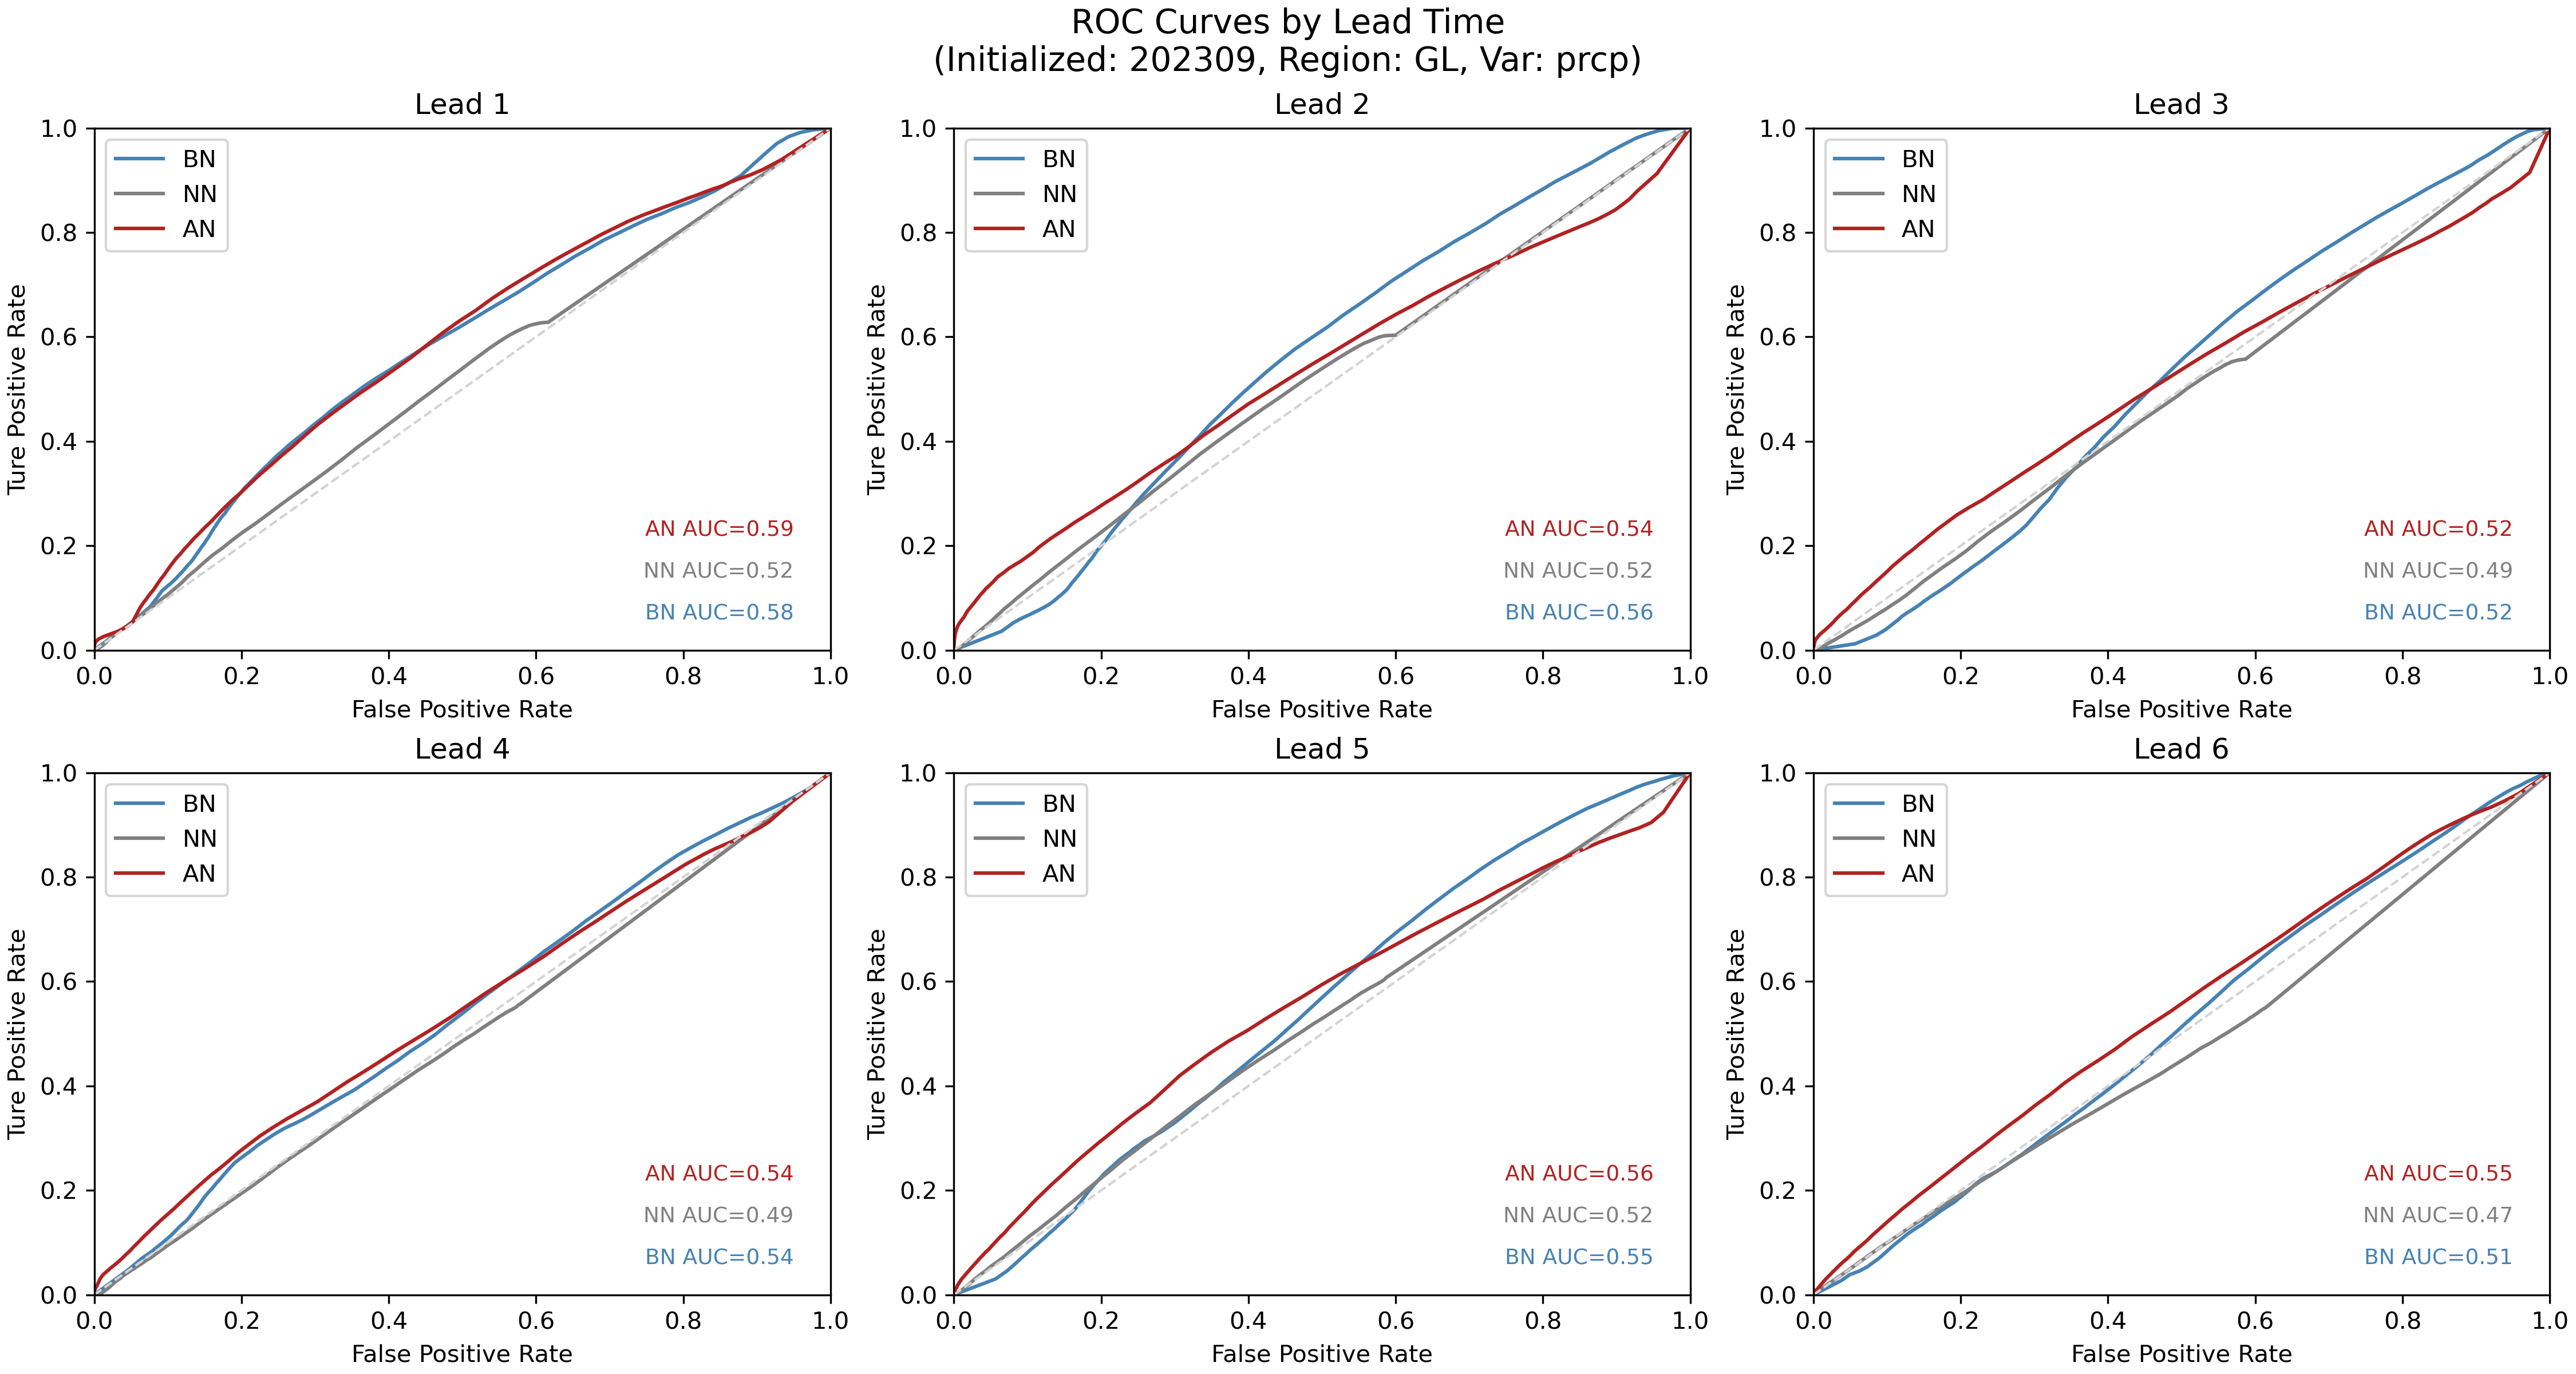 ROC Curves by Lead Time
(Initialized: 202309, Region: GL, Var: prcp)
Lead 1
1.0
0.8
0.6
0.4
0.2
0.0
Ture Positive Rate
BN
NN
AN
AN AUC=0.59
NN AUC=0.52
BN AUC=0.58
0.0 0.2 0.4 0.6 0.8 1.0
False Positive Rate
Lead 2
1.0
0.8
0.6
0.4
0.2
0.0
Ture Positive Rate
BN
NN
AN
AN AUC=0.54
NN AUC=0.52
BN AUC=0.56
0.0 0.2 0.4 0.6 0.8 1.0
False Positive Rate
Lead 3
1.0
0.8
0.6
0.4
0.2
0.0
Ture Positive Rate
BN
NN
AN
AN AUC=0.52
NN AUC=0.49
BN AUC=0.52
0.0 0.2 0.4 0.6 0.8 1.0
False Positive Rate
Lead 4
1.0
0.8
0.6
0.4
0.2
0.0
Ture Positive Rate
BN
NN
AN
AN AUC=0.54
NN AUC=0.49
BN AUC=0.54
0.0 0.2 0.4 0.6 0.8 1.0
False Positive Rate
Lead 5
1.0
0.8
0.6
0.4
0.2
0.0
Ture Positive Rate
BN
NN
AN
AN AUC=0.56
NN AUC=0.52
BN AUC=0.55
0.0 0.2 0.4 0.6 0.8 1.0
False Positive Rate
Lead 6
1.0
0.8
0.6
0.4
0.2
0.0
Ture Positive Rate
BN
NN
AN
AN AUC=0.55
NN AUC=0.47
BN AUC=0.51
0.0 0.2 0.4 0.6 0.8 1.0
False Positive Rate